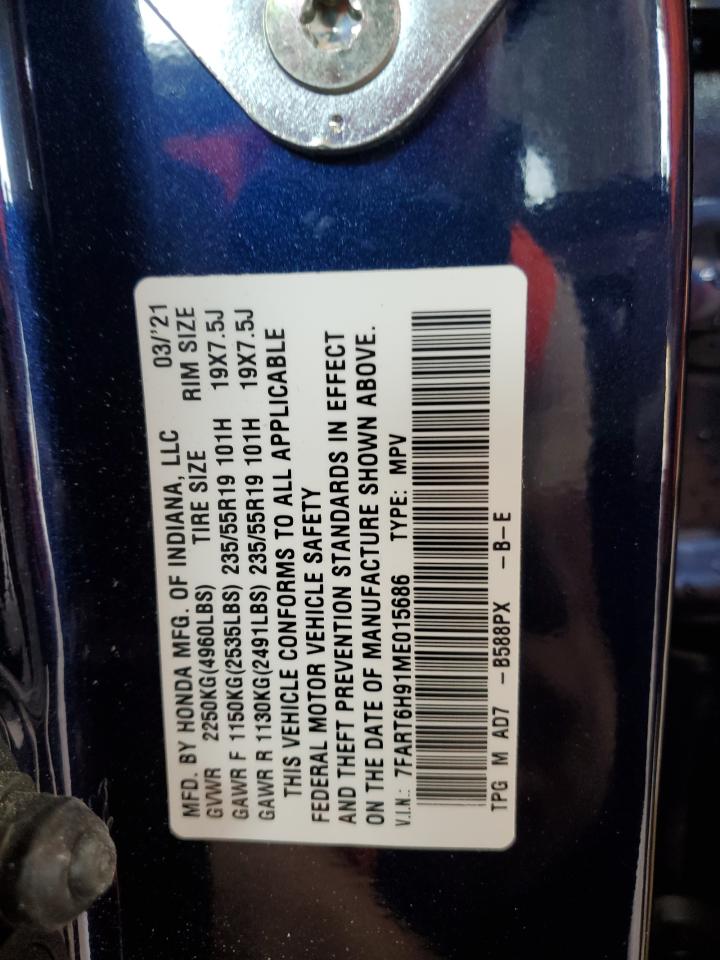 MFD. BY HONDA MFG. OF INDIANA, LLC 03/'21
GVWR 2250KG(4960LBS) TIRE SIZE RIM SIZE
GAWR F 1150KG(2535LBS) 235/55R19 101H 19X7.5J
GAWR R 1130KG(2491LBS) 235/55R19 101H 19X7.5J
THIS VEHICLE CONFORMS TO ALL APPLICABLE
FEDERAL MOTOR VEHICLE SAFETY
AND THEFT PREVENTION STANDARDS IN EFFECT
ON THE DATE OF MANUFACTURE SHOWN ABOVE.
V.I.N.: 7FART6H91ME015686 TYPE: MPV
TPG M AD7 -B588PX -B-E